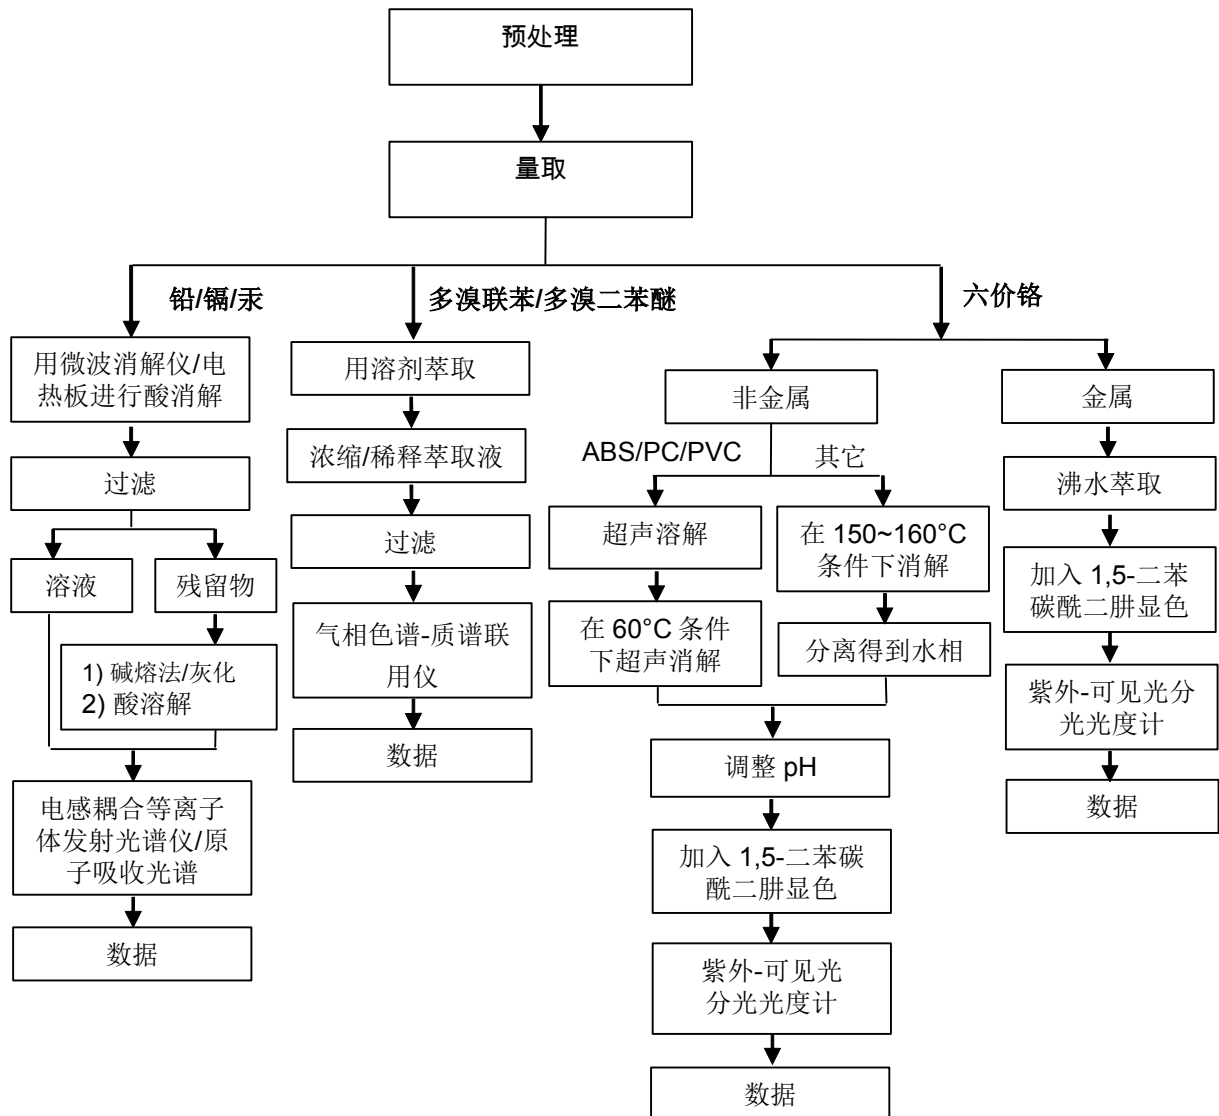 预处理
量取
铅/镉/汞
多溴联苯/多溴二苯醚
六价铬
用微波消解仪/电
热板进行酸消解
过滤
溶液
残留物
1) 碱熔法/灰化
2) 酸溶解
电感耦合等离子
体发射光谱仪/原
子吸收光谱
数据
用溶剂萃取
浓缩/稀释萃取液
过滤
气相色谱-质谱联
用仪
数据
非金属
ABS/PC/PVC
其它
超声溶解
在 60°C 条件
下超声消解
在 150~160°C
条件下消解
分离得到水相
调整 pH
加入 1,5-二苯碳
酰二肼显色
紫外-可见光
分光光度计
数据
金属
沸水萃取
加入 1,5-二苯
碳酰二肼显色
紫外-可见光分
光光度计
数据